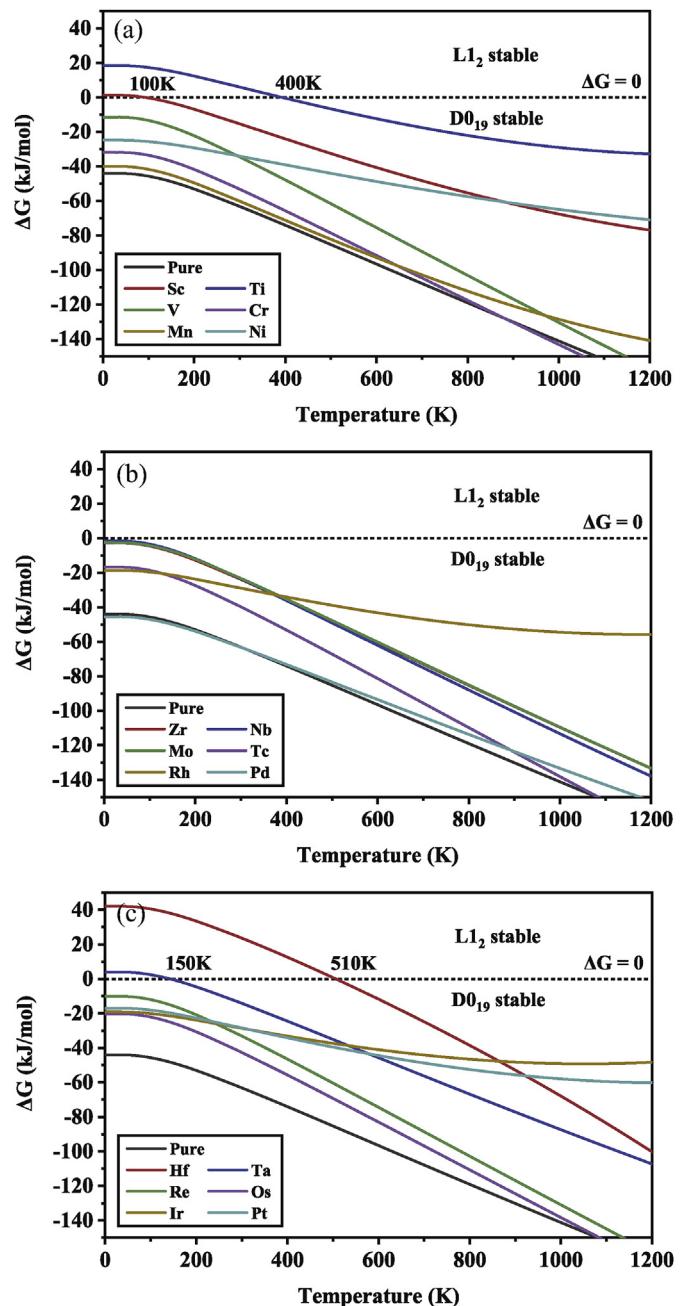 (a)
40
20
0
-20
-40
-60
-80
-100
-120
-140
ΔG (kJ/mol)
L1₂ stable
100K 400K ΔG = 0
D0₁₉ stable
Pure
Sc Ti
V Cr
Mn Ni
0 200 400 600 800 1000 1200
Temperature (K)
(b)
40
20
0
-20
-40
-60
-80
-100
-120
-140
ΔG (kJ/mol)
L1₂ stable
ΔG = 0
D0₁₉ stable
Pure
Zr Nb
Mo Tc
Rh Pd
0 200 400 600 800 1000 1200
Temperature (K)
(c)
40
20
0
-20
-40
-60
-80
-100
-120
-140
ΔG (kJ/mol)
L1₂ stable
150K 510K ΔG = 0
D0₁₉ stable
Pure
Hf Ta
Re Os
Ir Pt
0 200 400 600 800 1000 1200
Temperature (K)